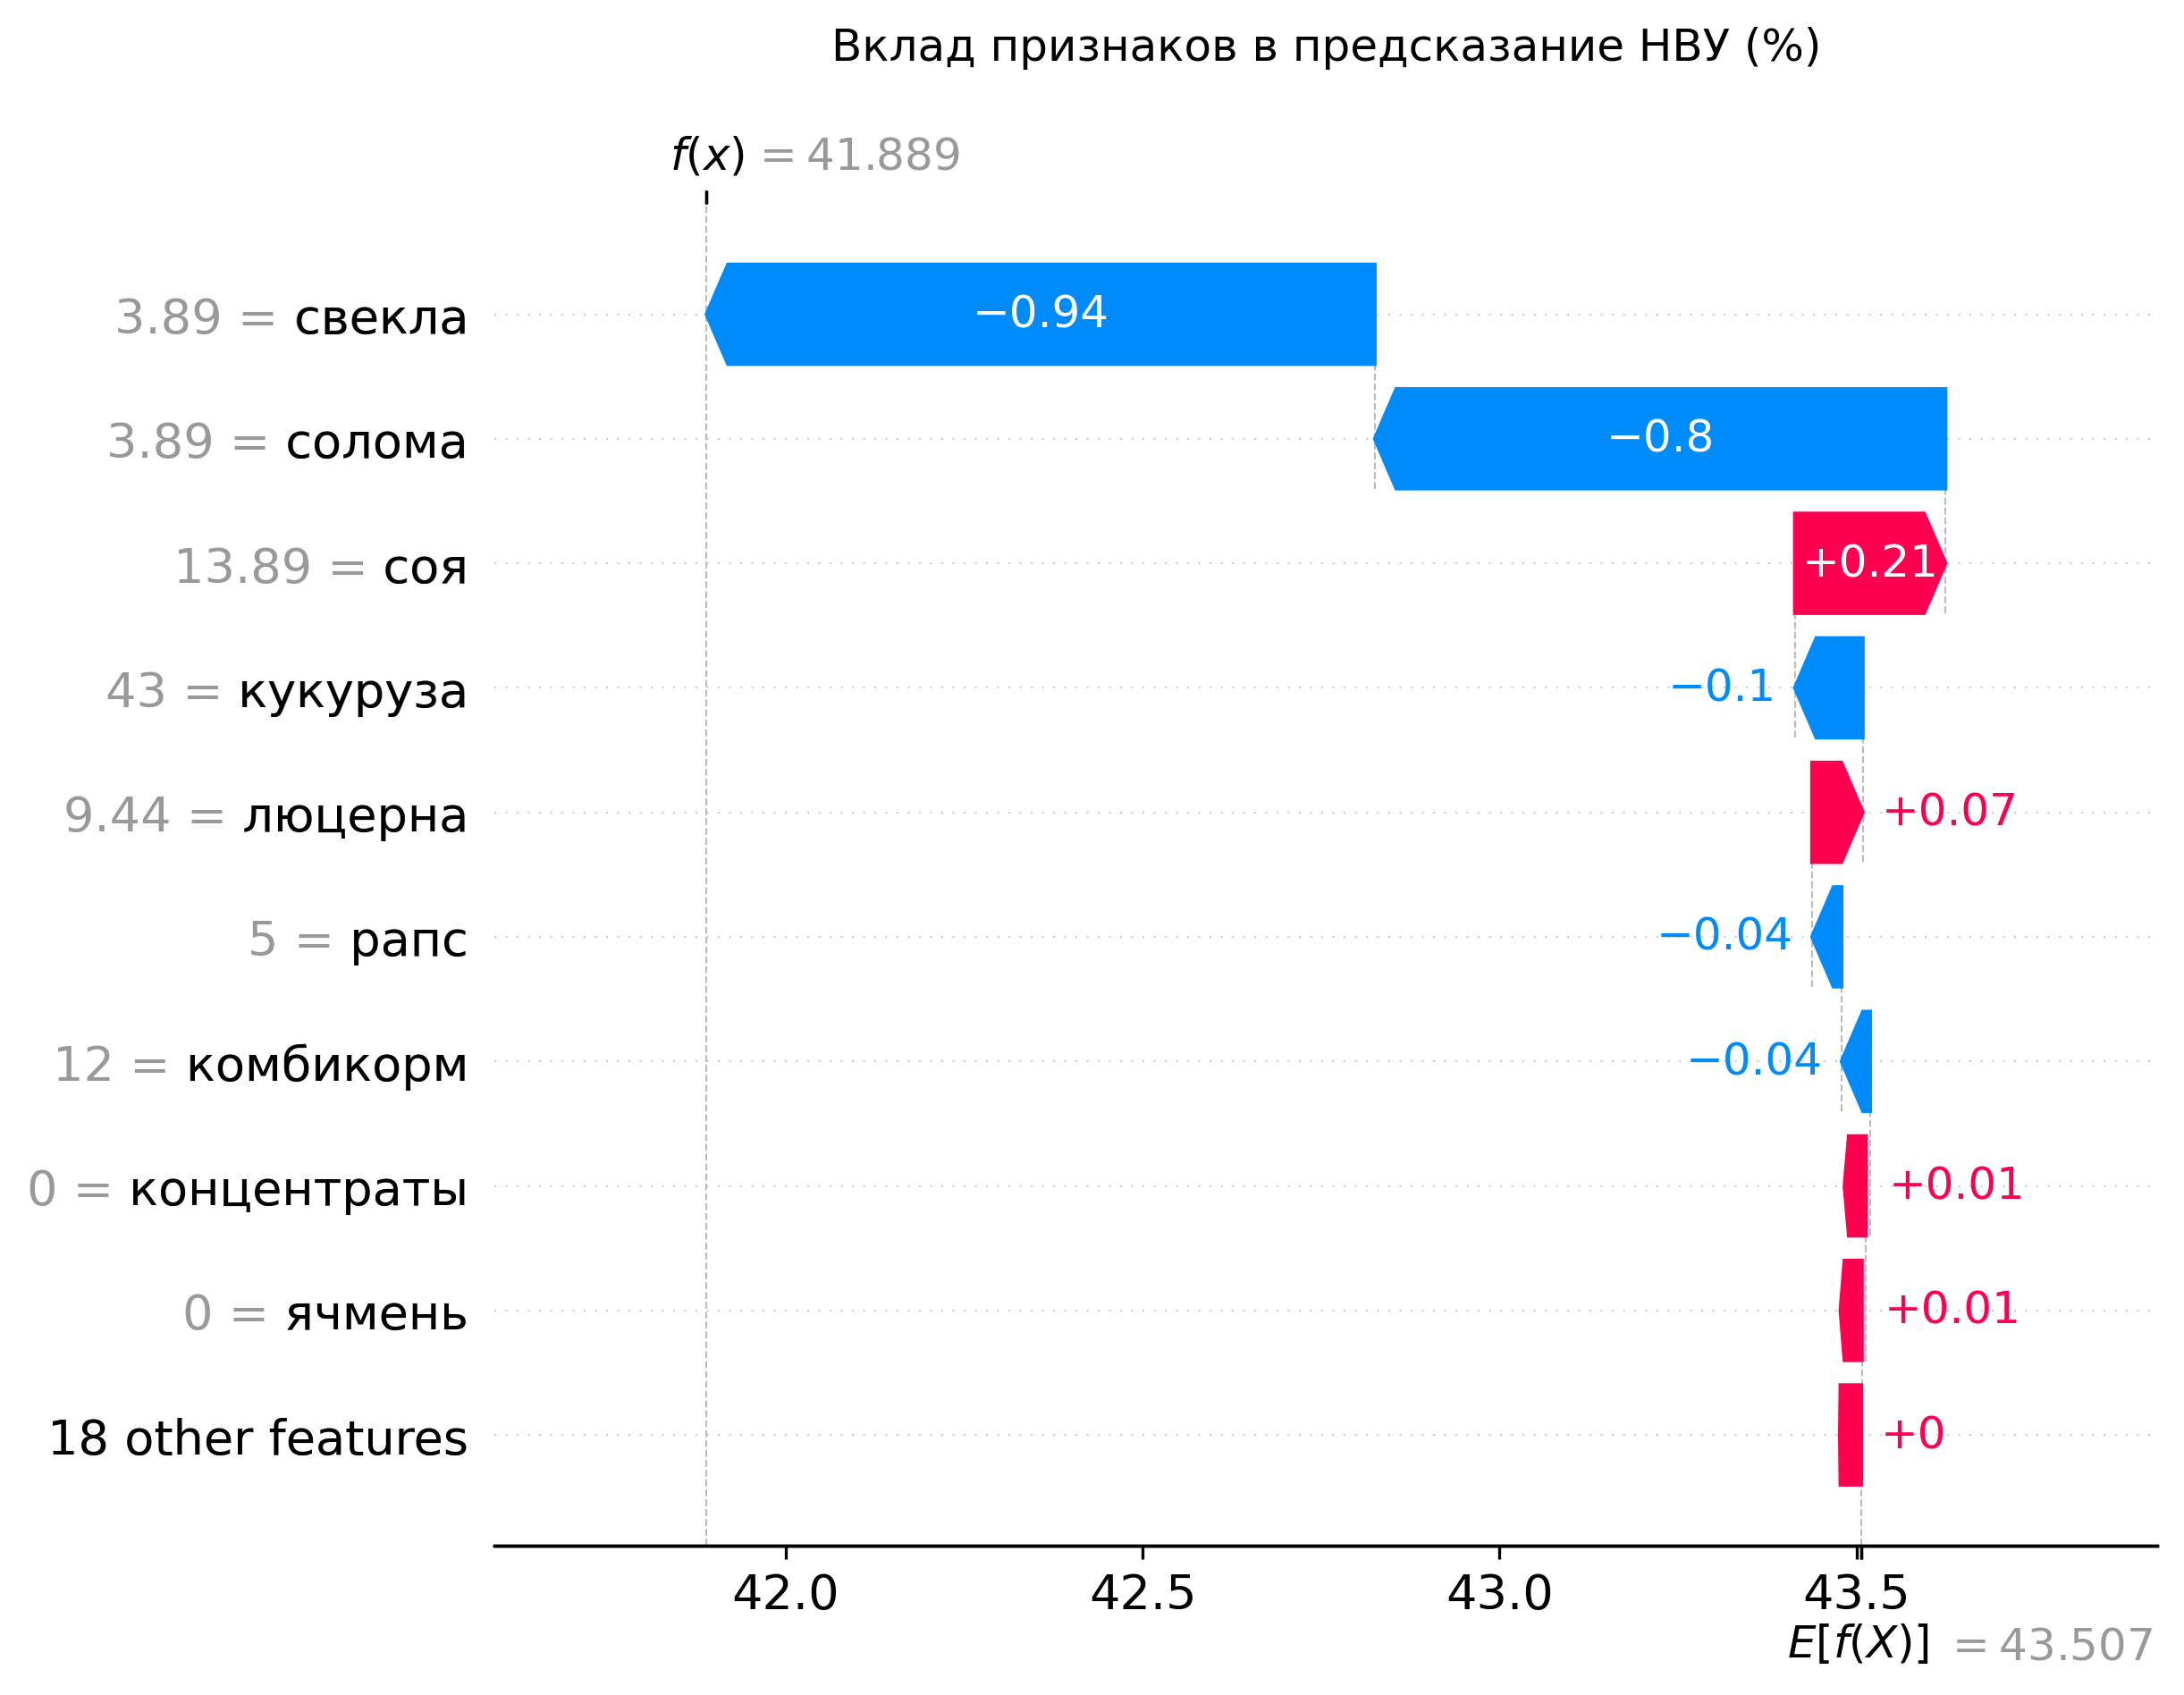 Вклад признаков в предсказание НВУ (%)
f(x) = 41.889
3.89 = свекла −0.94
3.89 = солома −0.8
13.89 = соя +0.21
43 = кукуруза −0.1
9.44 = люцерна +0.07
5 = рапс −0.04
12 = комбикорм −0.04
0 = концентраты +0.01
0 = ячмень +0.01
18 other features +0
42.0 42.5 43.0 43.5
E[f(X)] = 43.507